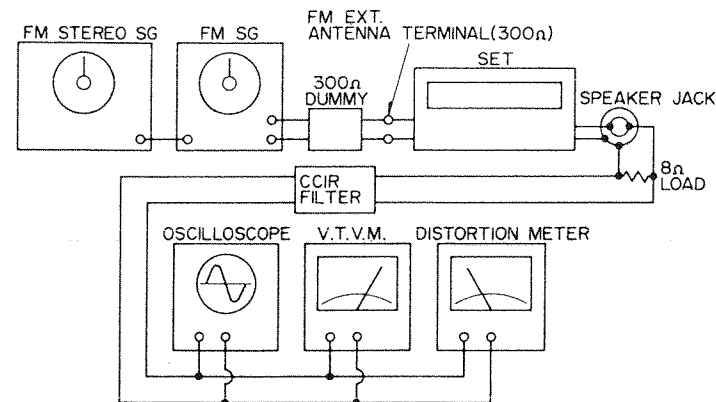 FM STEREO SG
FM SG
FM EXT.
ANTENNA TERMINAL(300Ω)
300Ω
DUMMY
SET
SPEAKER JACK
8Ω
LOAD
CCIR
FILTER
OSCILLOSCOPE
V.T.V.M.
DISTORTION METER